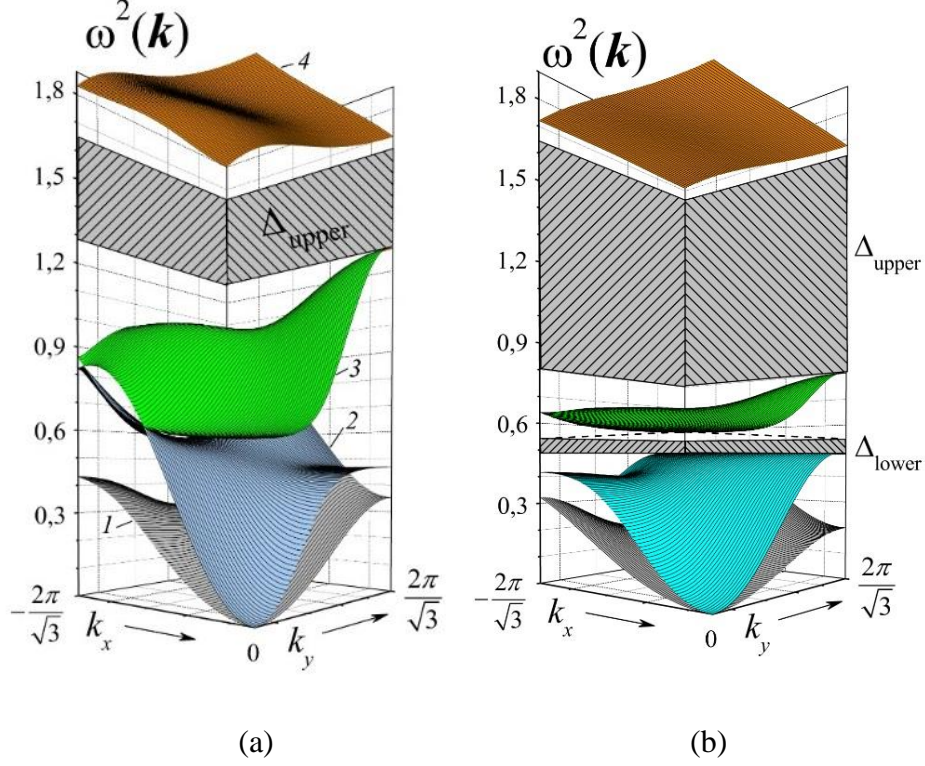 ω²(k)
4
1,8
1,5
Δupper
1,2
0,9
3
0,6
2
0,3
1
-2π/√3
kx
0
ky
2π/√3
(a)
ω²(k)
1,8
1,5
1,2
Δupper
0,9
0,6
Δlower
0,3
-2π/√3
kx
0
ky
2π/√3
(b)